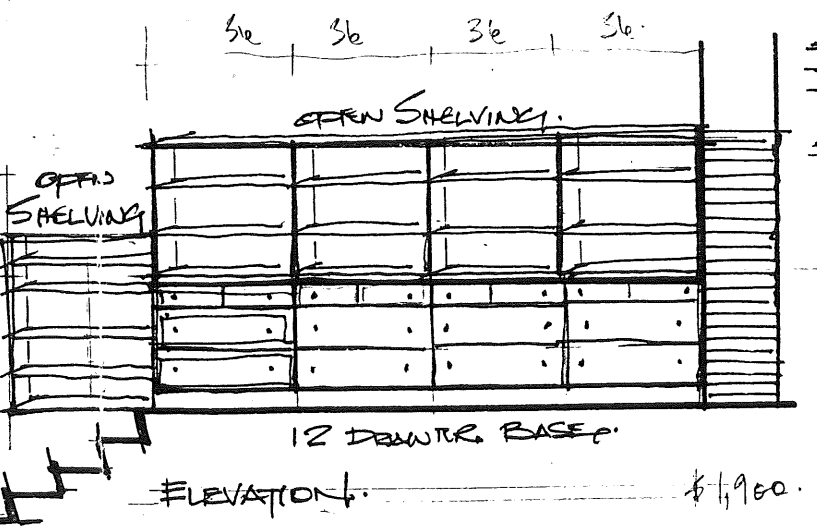 36 36 36 36.
OPEN SHELVING.
OPEN
SHELVING
12 DRAWER BASE.
ELEVATION.
$1,900.